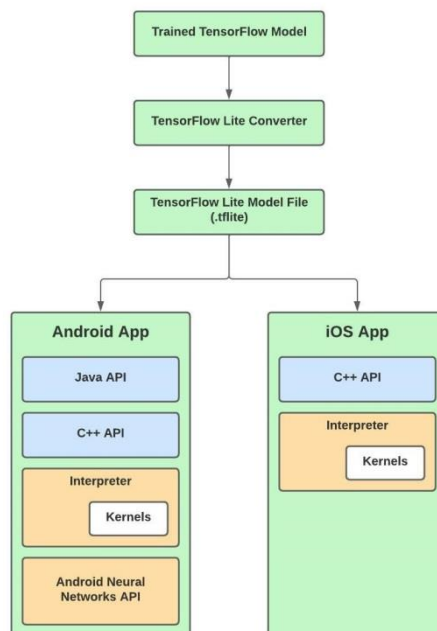 Trained TensorFlow Model
TensorFlow Lite Converter
TensorFlow Lite Model File
(.tflite)
Android App
Java API
C++ API
Interpreter
Kernels
Android Neural
Networks API
iOS App
C++ API
Interpreter
Kernels